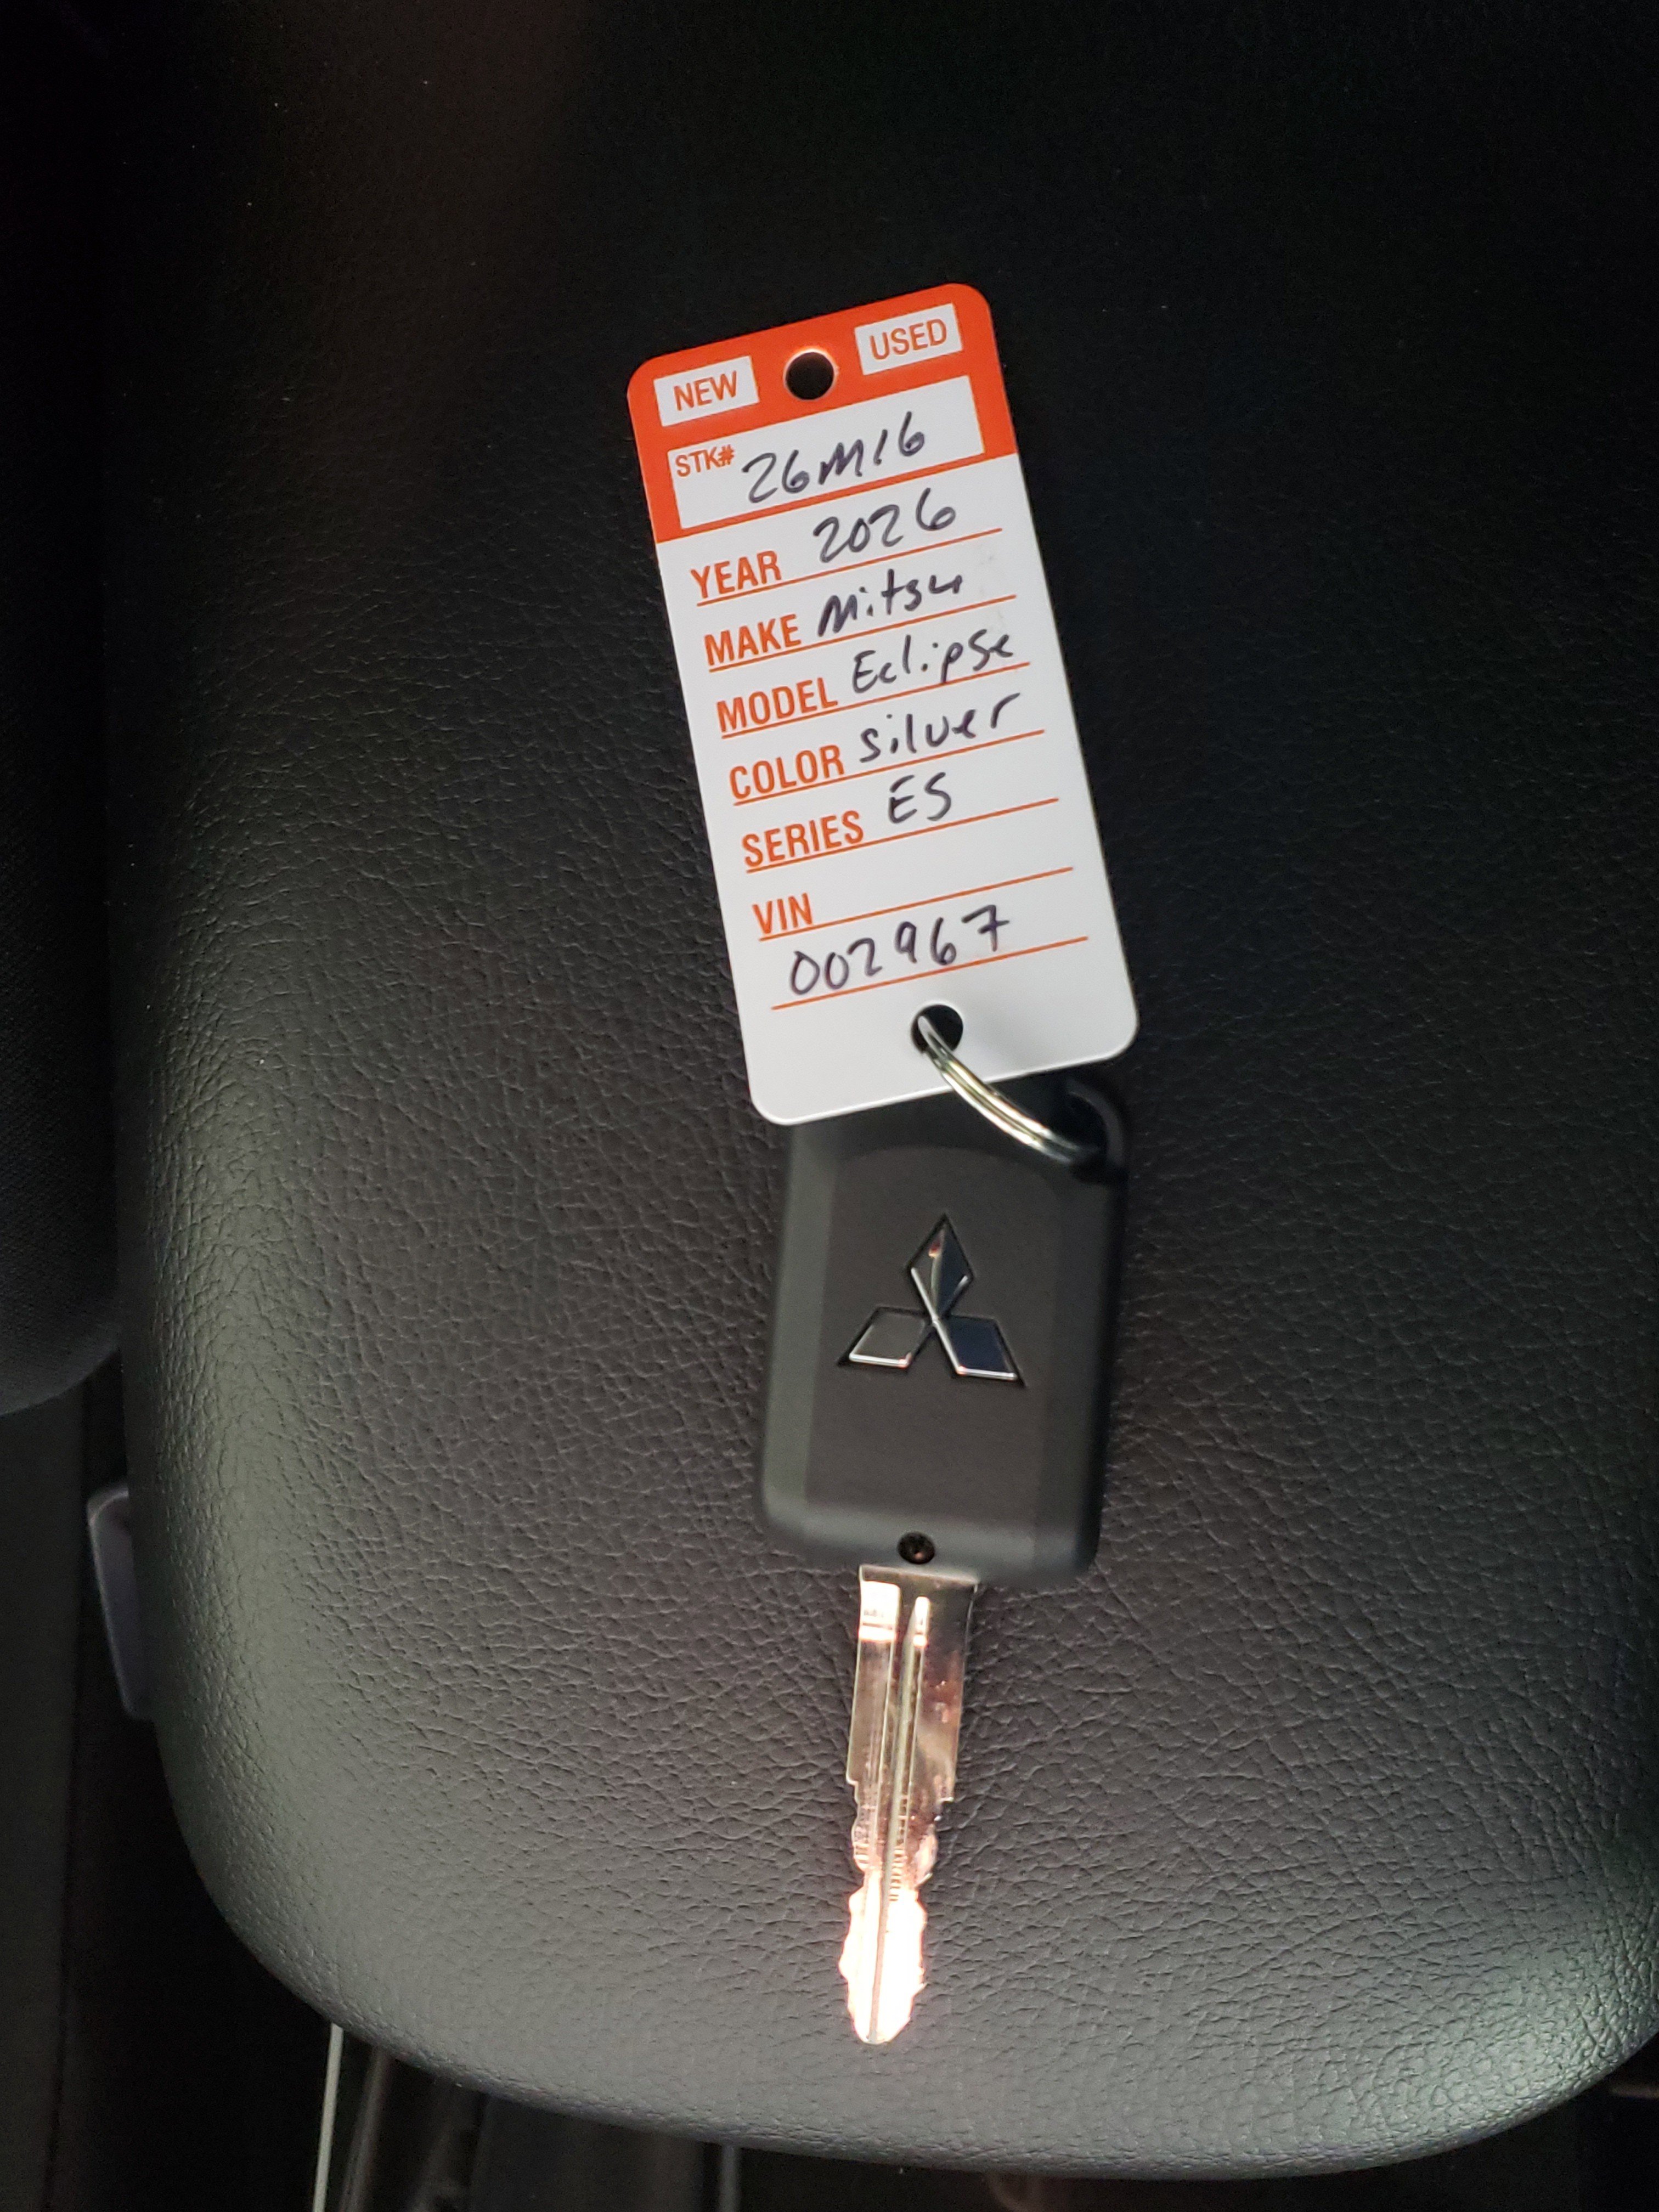 NEW USED
STK# 26M16
YEAR 2026
MAKE Mitsu
MODEL Eclipse
COLOR Silver
SERIES ES
VIN
002967